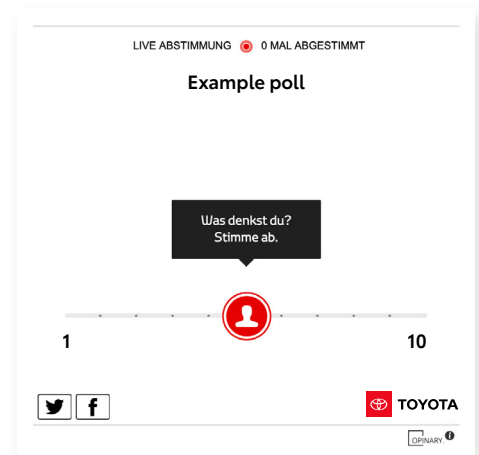 LIVE ABSTIMMUNG 0 MAL ABGESTIMMT
Example poll
Was denkst du?
Stimme ab.
1 10
TOYOTA
OPINARY.